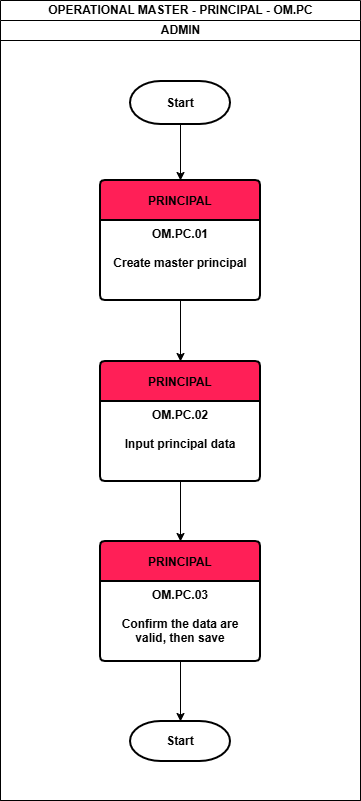 OPERATIONAL MASTER - PRINCIPAL - OM.PC
ADMIN
Start
PRINCIPAL
OM.PC.01
Create master principal
PRINCIPAL
OM.PC.02
Input principal data
PRINCIPAL
OM.PC.03
Confirm the data are
valid, then save
Start